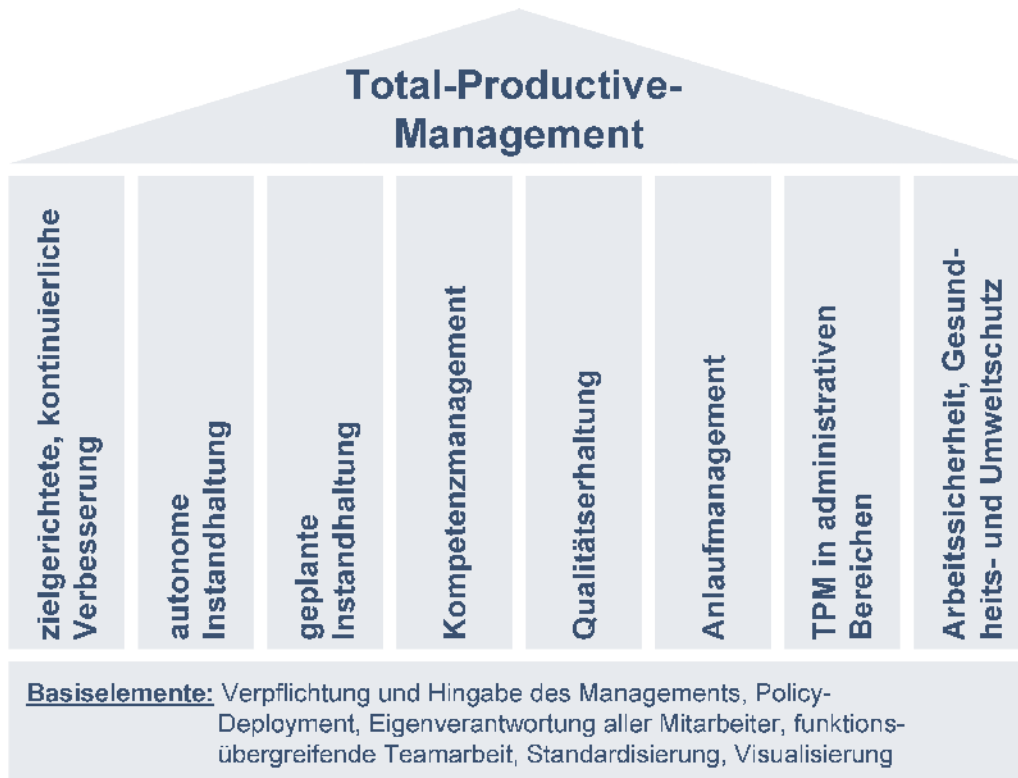 Total-Productive-
Management
zielgerichtete, kontinuierliche
Verbesserung
autonome
Instandhaltung
geplante
Instandhaltung
Kompetenzmanagement
Qualitätserhaltung
Anlaufmanagement
TPM in administrativen
Bereichen
Arbeitssicherheit, Gesund-
heits- und Umweltschutz
Basiselemente: Verpflichtung und Hingabe des Managements, Policy-
Deployment, Eigenverantwortung aller Mitarbeiter, funktions-
übergreifende Teamarbeit, Standardisierung, Visualisierung